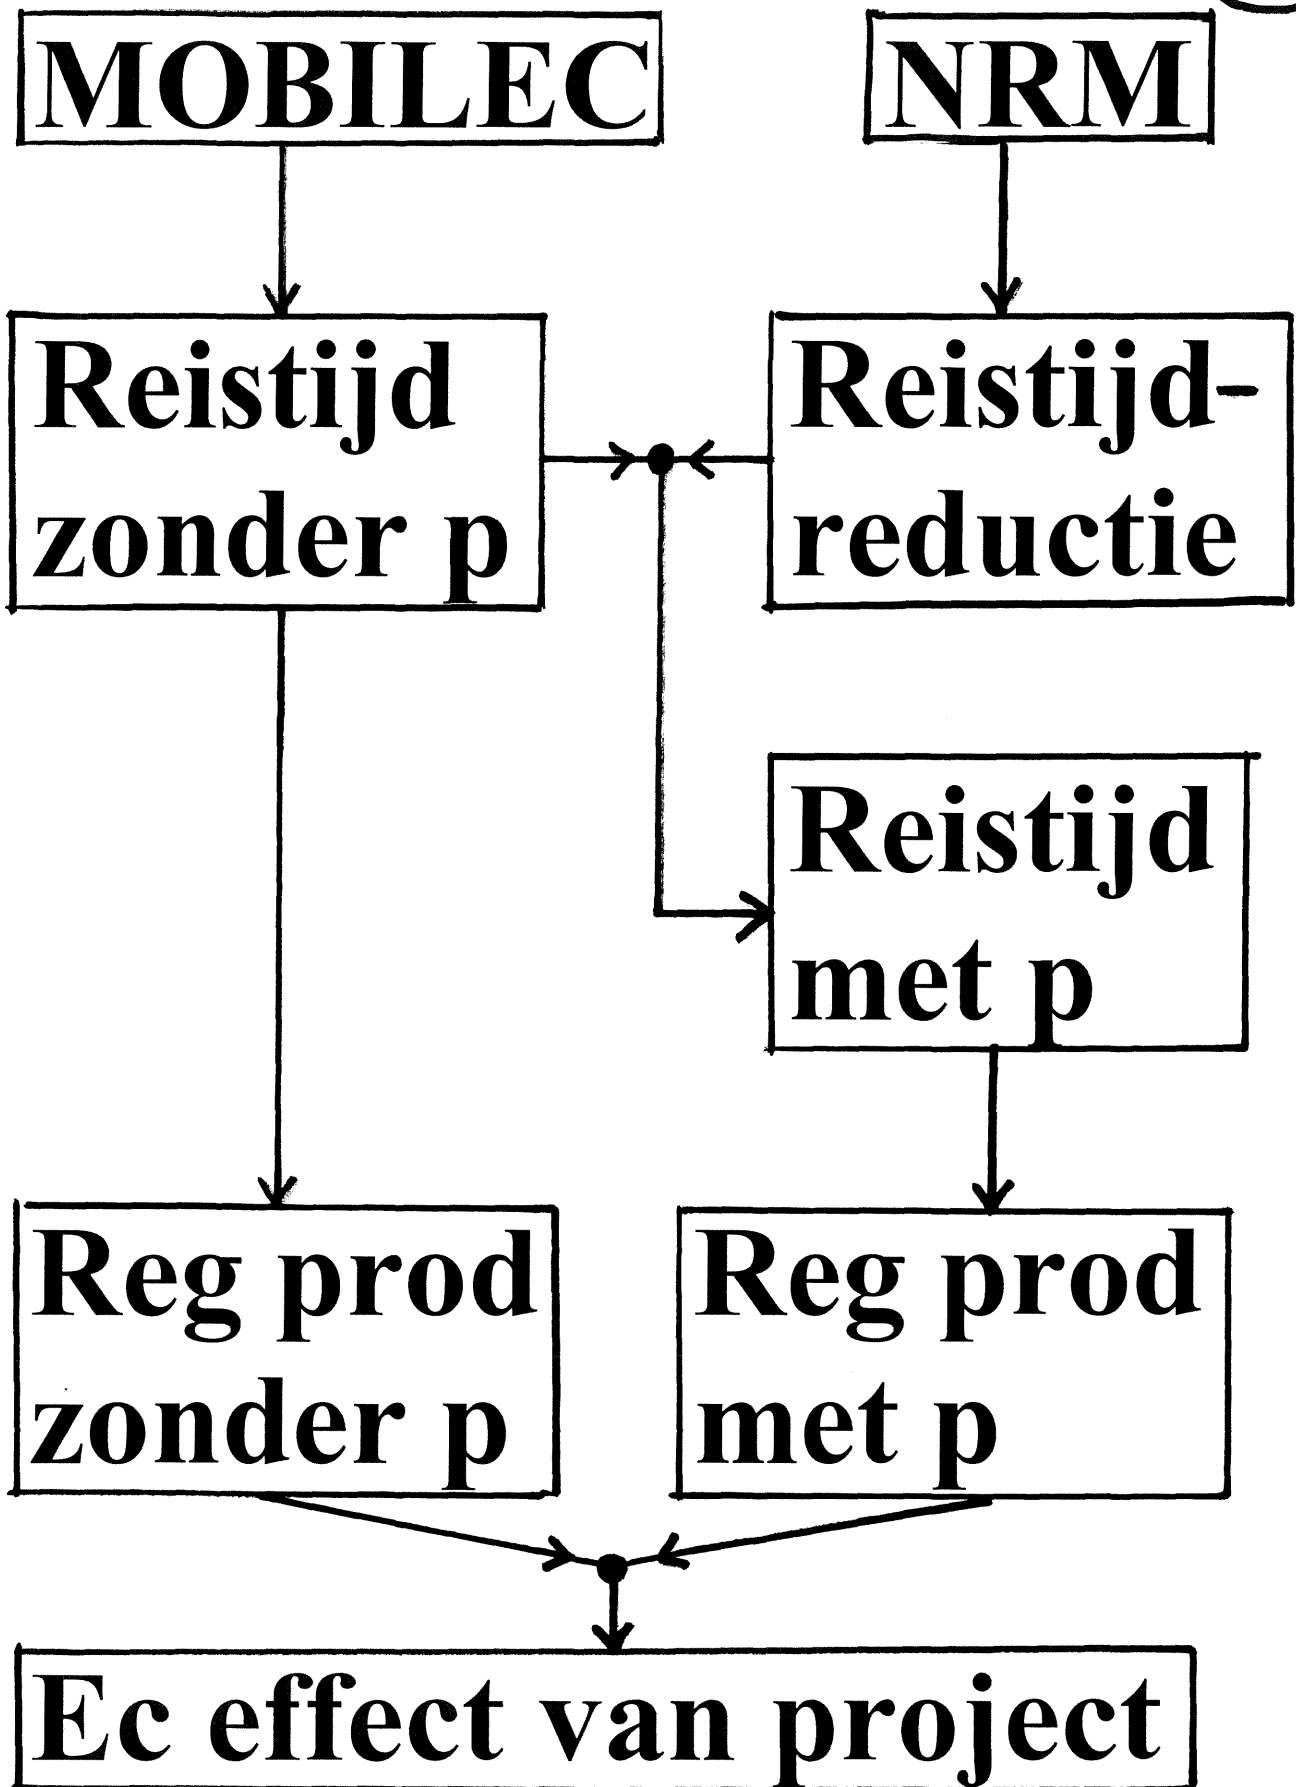 MOBILEC
NRM
Reistijd
zonder p
Reistijd-
reductie
Reistijd
met p
Reg prod
zonder p
Reg prod
met p
Ec effect van project